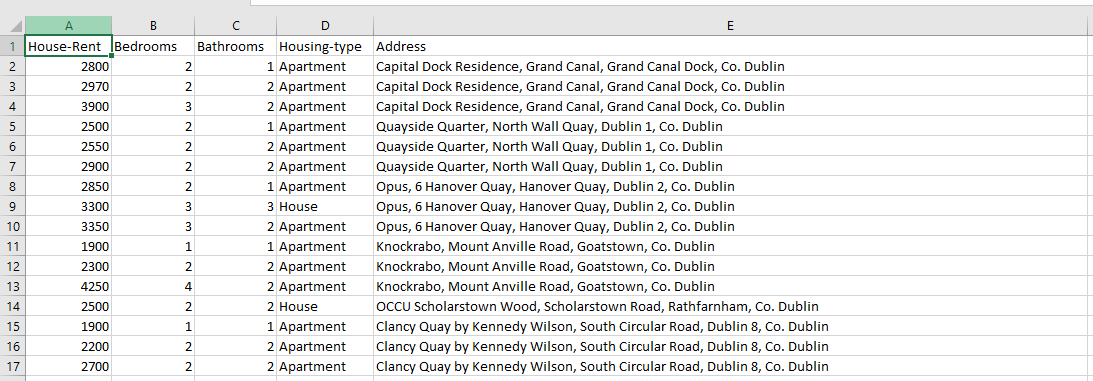 A B C D E
1 House-Rent Bedrooms Bathrooms Housing-type Address
2 2800 2 1 Apartment Capital Dock Residence, Grand Canal, Grand Canal Dock, Co. Dublin
3 2970 2 2 Apartment Capital Dock Residence, Grand Canal, Grand Canal Dock, Co. Dublin
4 3900 3 2 Apartment Capital Dock Residence, Grand Canal, Grand Canal Dock, Co. Dublin
5 2500 2 1 Apartment Quayside Quarter, North Wall Quay, Dublin 1, Co. Dublin
6 2550 2 2 Apartment Quayside Quarter, North Wall Quay, Dublin 1, Co. Dublin
7 2900 2 2 Apartment Quayside Quarter, North Wall Quay, Dublin 1, Co. Dublin
8 2850 2 1 Apartment Opus, 6 Hanover Quay, Hanover Quay, Dublin 2, Co. Dublin
9 3300 3 3 House Opus, 6 Hanover Quay, Hanover Quay, Dublin 2, Co. Dublin
10 3350 3 2 Apartment Opus, 6 Hanover Quay, Hanover Quay, Dublin 2, Co. Dublin
11 1900 1 1 Apartment Knockrabo, Mount Anville Road, Goatstown, Co. Dublin
12 2300 2 2 Apartment Knockrabo, Mount Anville Road, Goatstown, Co. Dublin
13 4250 4 2 Apartment Knockrabo, Mount Anville Road, Goatstown, Co. Dublin
14 2500 2 2 House OCCU Scholarstown Wood, Scholarstown Road, Rathfarnham, Co. Dublin
15 1900 1 1 Apartment Clancy Quay by Kennedy Wilson, South Circular Road, Dublin 8, Co. Dublin
16 2200 2 2 Apartment Clancy Quay by Kennedy Wilson, South Circular Road, Dublin 8, Co. Dublin
17 2700 2 2 Apartment Clancy Quay by Kennedy Wilson, South Circular Road, Dublin 8, Co. Dublin